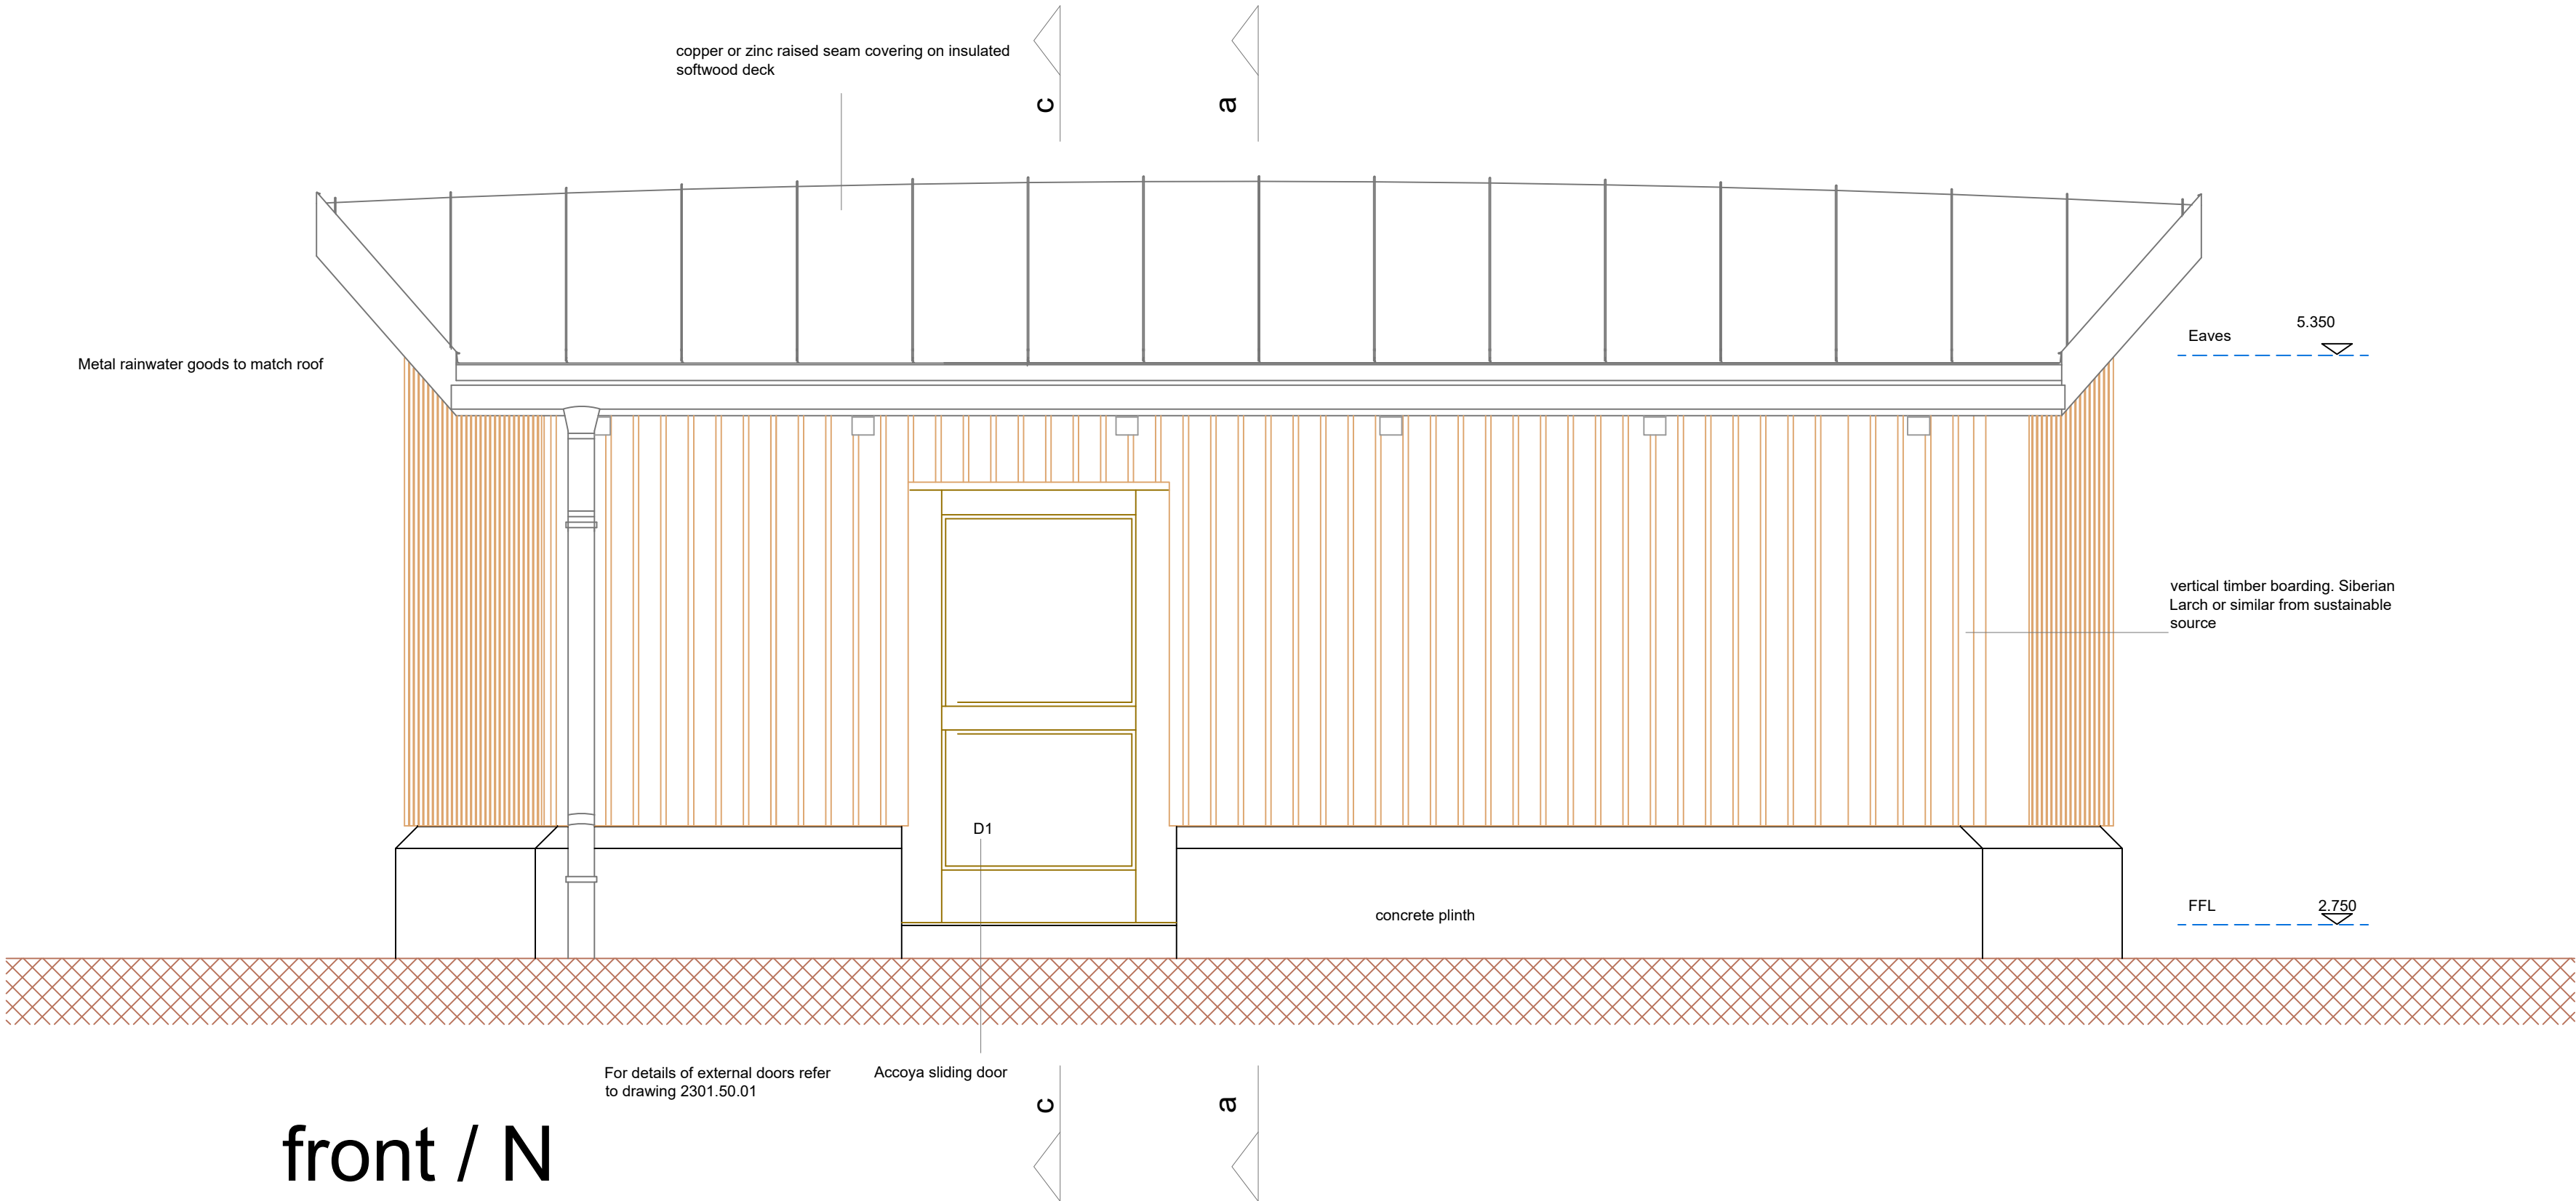 copper or zinc raised seam covering on insulated
softwood deck
c
a
5.350
Eaves
Metal rainwater goods to match roof
vertical timber boarding. Siberian
Larch or similar from sustainable
source
D1
FFL
2.750
concrete plinth
For details of external doors refer
to drawing 2301.50.01
Accoya sliding door
c
a
front / N